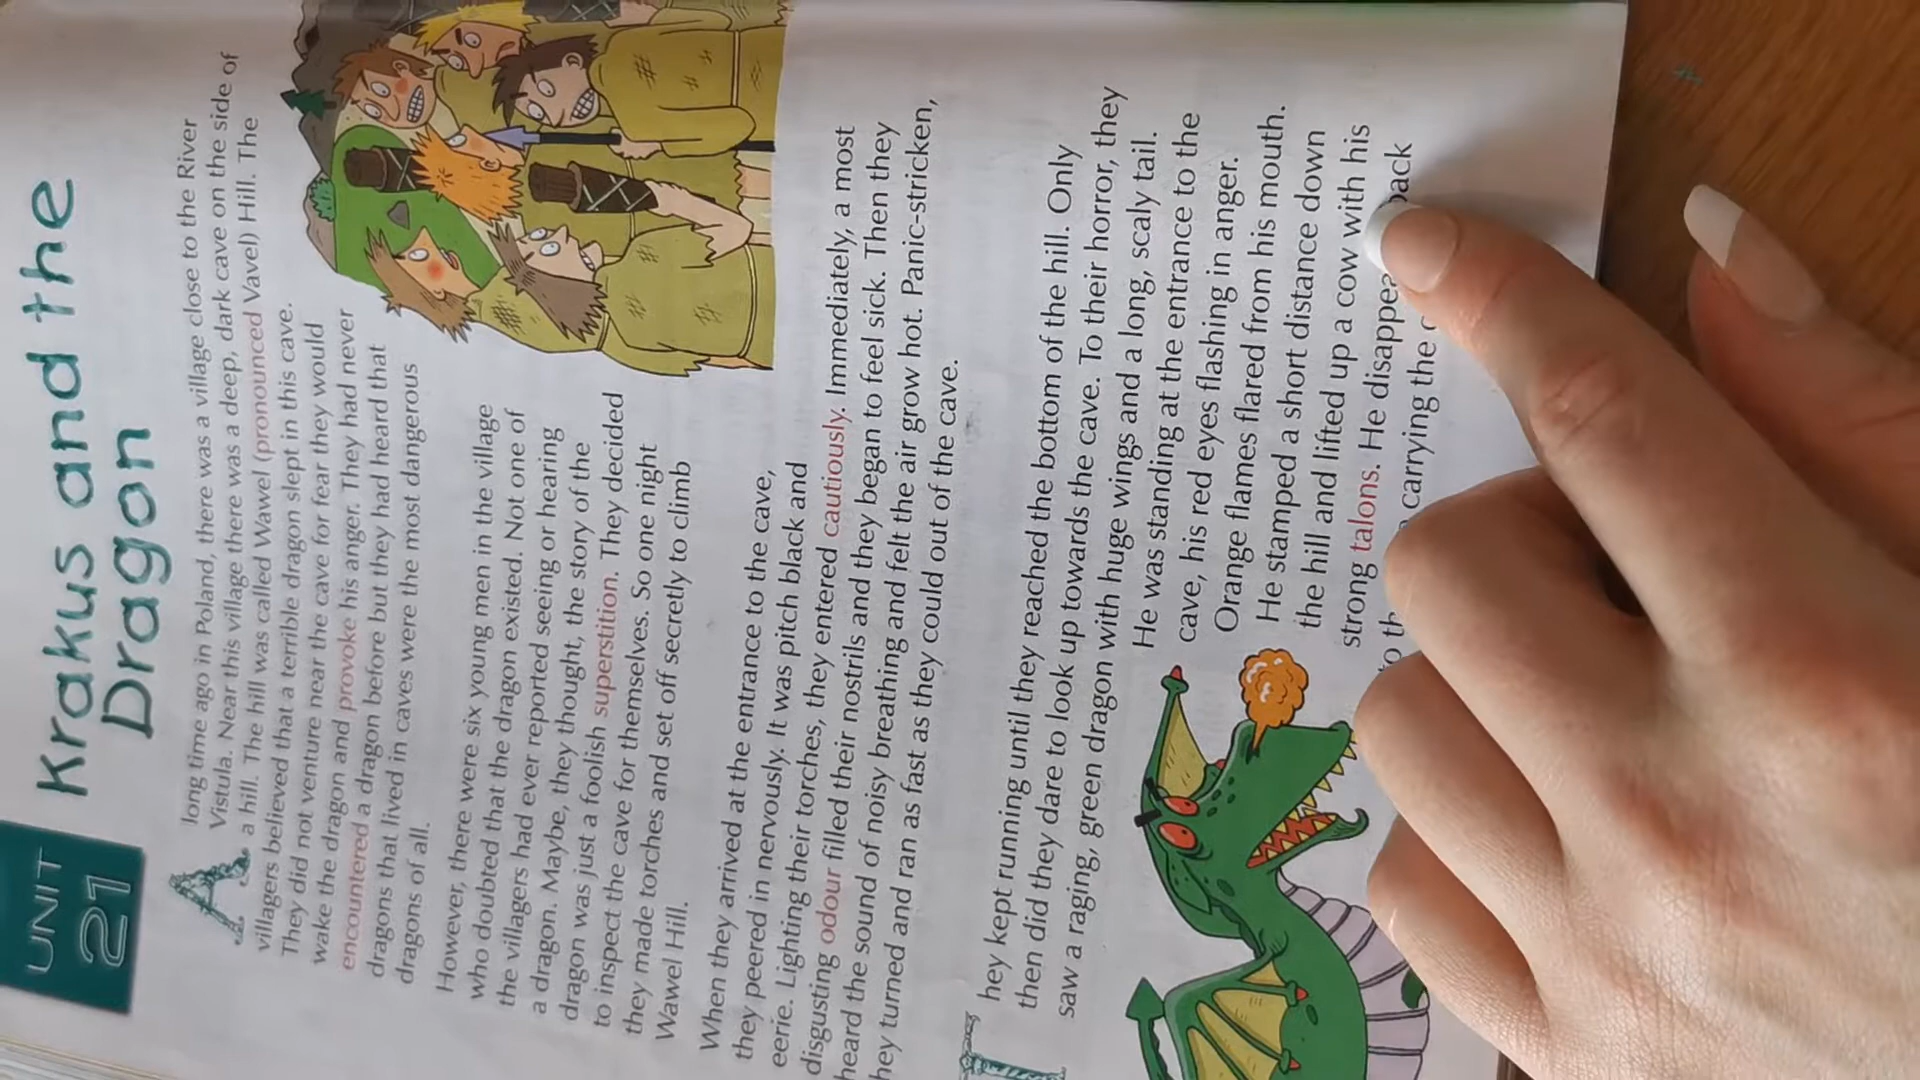 UNIT
21
Krakus and the
Dragon
A long time ago in Poland, there was a village close to the River
Vistula. Near this village there was a deep, dark cave on the side of
a hill. The hill was called Wawel (pronounced Vavel) Hill. The
villagers believed that a terrible dragon slept in this cave.
They did not venture near the cave for fear they would
wake the dragon and provoke his anger. They had never
encountered a dragon before but they had heard that
dragons that lived in caves were the most dangerous
dragons of all.
However, there were six young men in the village
who doubted that the dragon existed. Not one of
the villagers had ever reported seeing or hearing
a dragon. Maybe, they thought, the story of the
dragon was just a foolish superstition. They decided
to inspect the cave for themselves. So one night
they made torches and set off secretly to climb
Wawel Hill.
When they arrived at the entrance to the cave,
they peered in nervously. It was pitch black and
eerie. Lighting their torches, they entered cautiously. Immediately, a most
disgusting odour filled their nostrils and they began to feel sick. Then they
heard the sound of noisy breathing and felt the air grow hot. Panic-stricken,
hey turned and ran as fast as they could out of the cave.
They kept running until they reached the bottom of the hill. Only
then did they dare to look up towards the cave. To their horror, they
saw a raging, green dragon with huge wings and a long, scaly tail.
He was standing at the entrance to the
cave, his red eyes flashing in anger.
Orange flames flared from his mouth.
He stamped a short distance down
the hill and lifted up a cow with his
strong talons. He back
carrying the